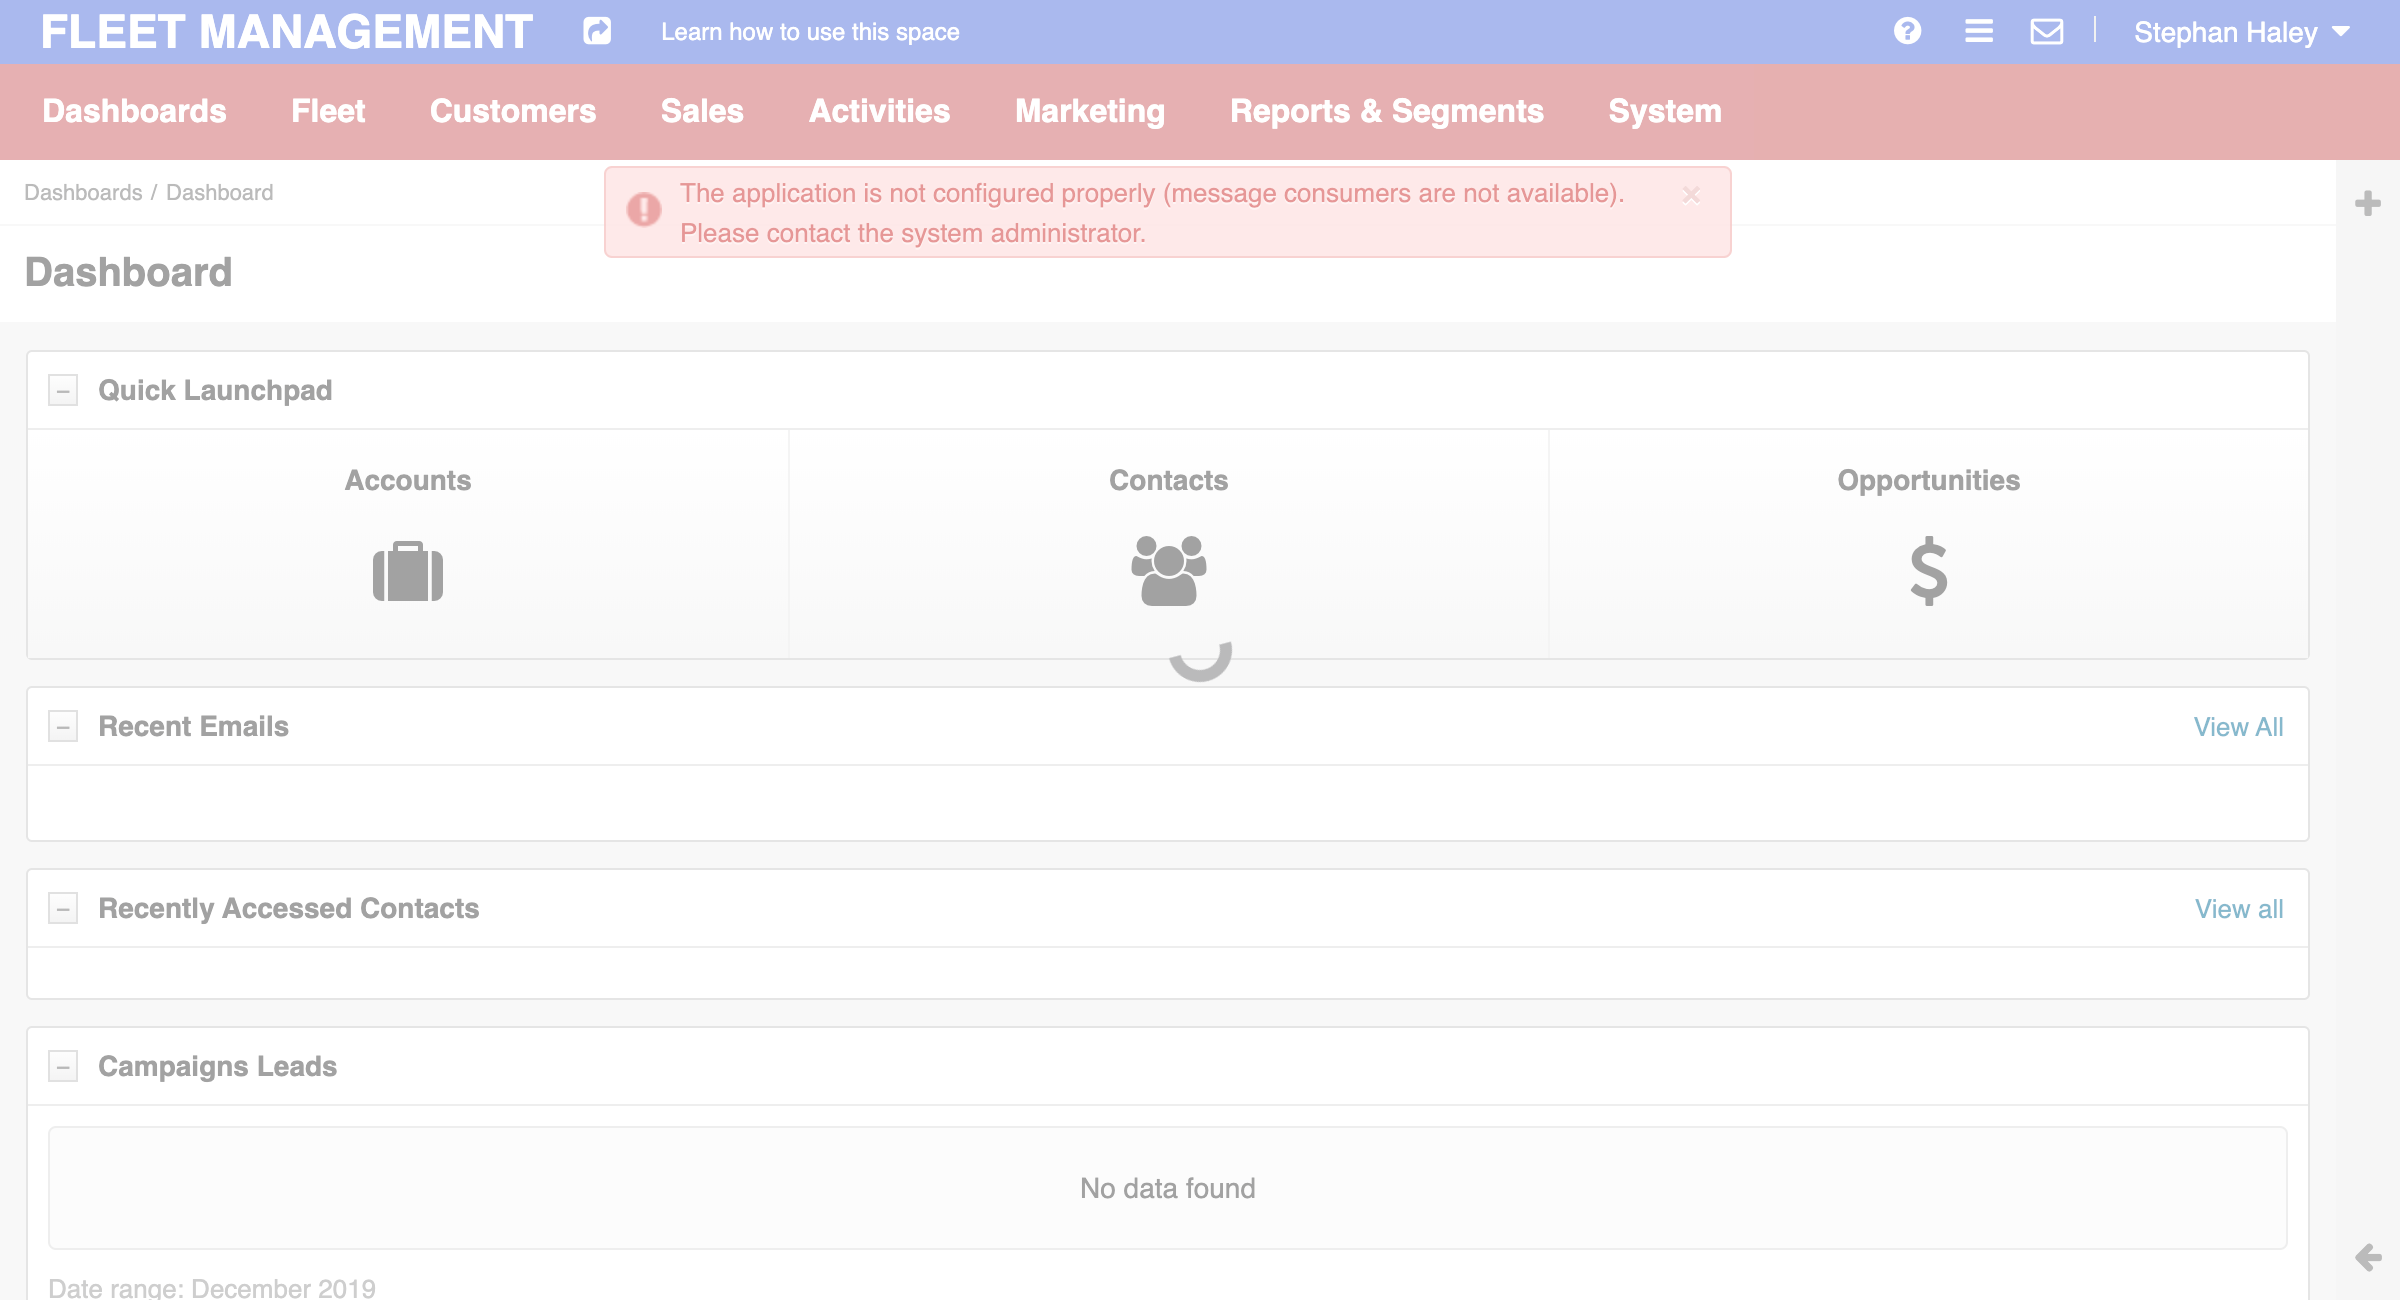 FLEET MANAGEMENT
Learn how to use this space
Stephan Haley
Dashboards Fleet Customers Sales Activities Marketing Reports & Segments System
Dashboards / Dashboard
The application is not configured properly (message consumers are not available).
Please contact the system administrator.
Dashboard
Quick Launchpad
Accounts
Contacts
Opportunities
Recent Emails
View All
Recently Accessed Contacts
View all
Campaigns Leads
No data found
Date range: December 2019